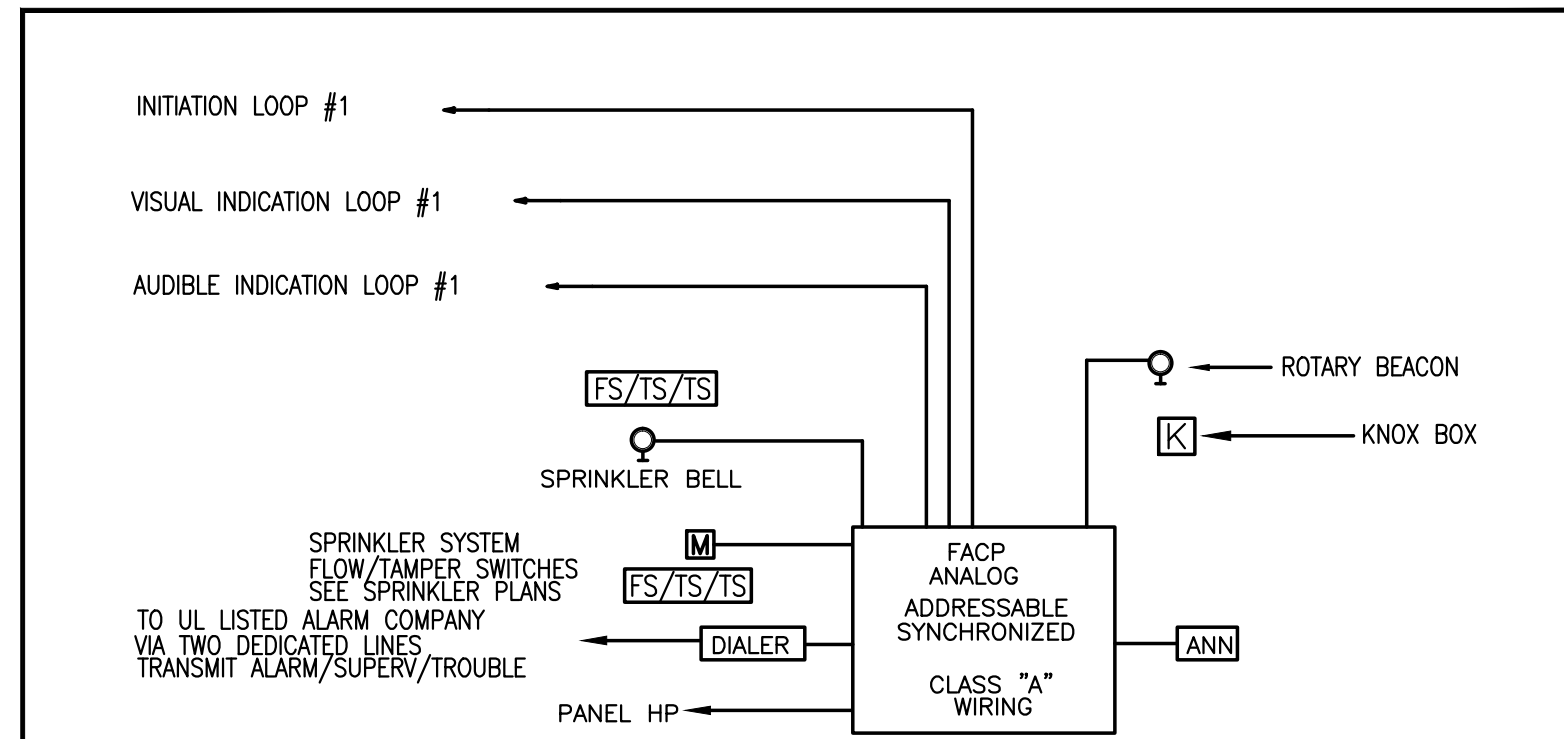 INITIATION LOOP #1
VISUAL INDICATION LOOP #1
AUDIBLE INDICATION LOOP #1
FS/TS/TS
SPRINKLER BELL
ROTARY BEACON
K
KNOX BOX
SPRINKLER SYSTEM
FLOW/TAMPER SWITCHES
SEE SPRINKLER PLANS
M
FS/TS/TS
TO UL LISTED ALARM COMPANY
VIA TWO DEDICATED LINES
TRANSMIT ALARM/SUPERV/TROUBLE
DIALER
PANEL HP
FACP
ANALOG
ADDRESSABLE
SYNCHRONIZED
CLASS "A"
WIRING
ANN